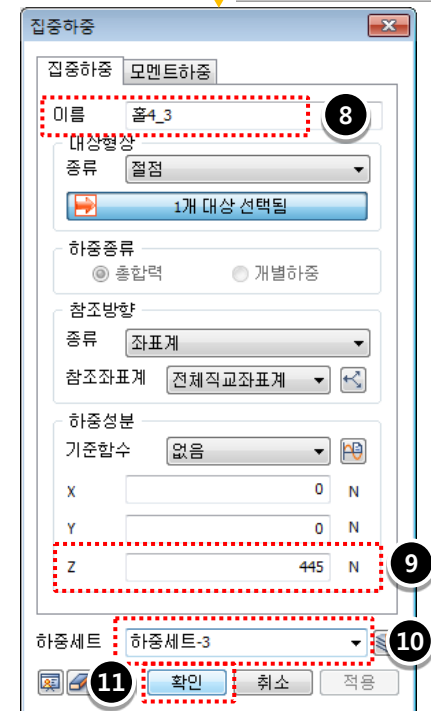 집중하중
집중하중 모멘트하중
이름 홀4_3 8
대상형상
종류 절점
1개 대상 선택됨
하중종류
총합력 개별하중
참조방향
종류 좌표계
참조좌표계 전체직교좌표계
하중성분
기준함수 없음
X 0 N
Y 0 N
Z 445 N 9
하중세트 하중세트-3 10
11 확인 취소 적용